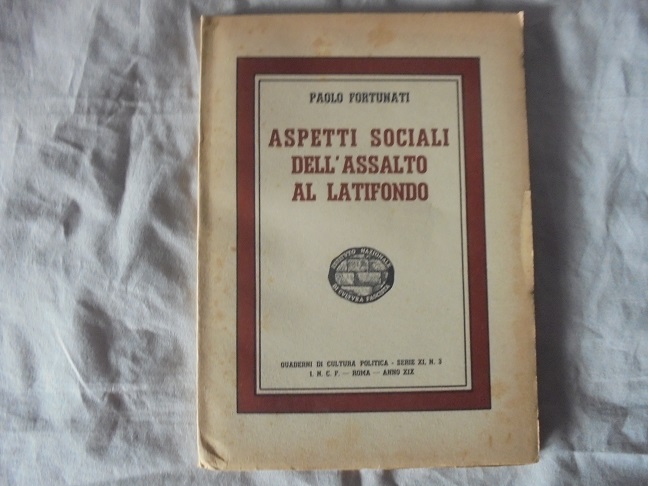 PAOLO FORTUNATI
ASPETTI SOCIALI
DELL'ASSALTO
AL LATIFONDO
ISTITUTO NAZIONALE
DI CVLTVRA FASCISTA
QUADERNI DI CULTURA POLITICA - SERIE XI. N. 3
I. N. C. F. — ROMA — ANNO XIX